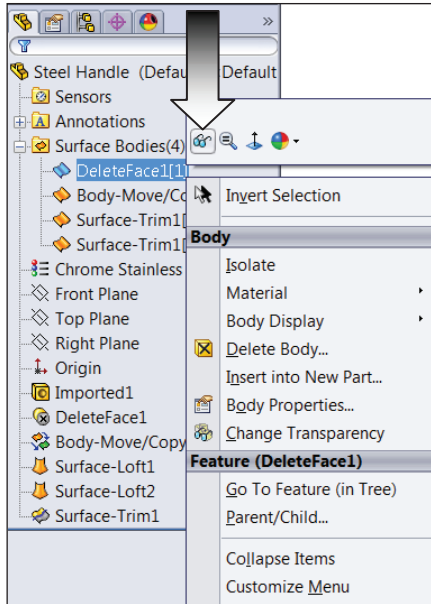 »
Steel Handle (Defau Default
Sensors
Annotations
Surface Bodies(4)
DeleteFace1[1]
Body-Move/Co
Surface-Trim1[
Surface-Trim1[
Chrome Stainless
Front Plane
Top Plane
Right Plane
Origin
Imported1
DeleteFace1
Body-Move/Copy
Surface-Loft1
Surface-Loft2
Surface-Trim1
Invert Selection
Body
Isolate
Material
Body Display
Delete Body...
Insert into New Part...
Body Properties...
Change Transparency
Feature (DeleteFace1)
Go To Feature (in Tree)
Parent/Child...
Collapse Items
Customize Menu